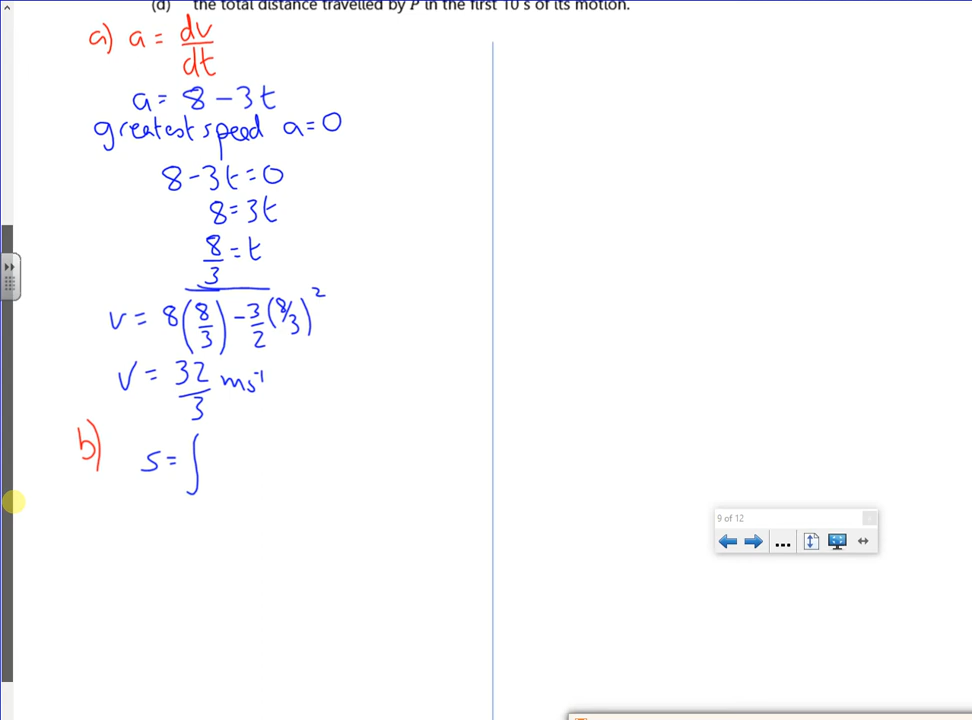 (d) the total distance travelled by P in the first 10 s of its motion.
a) a = dv/dt
a = 8 - 3t
greatest speed a = 0
8 - 3t = 0
8 = 3t
8/3 = t
v = 8(8/3) - 3/2(8/3)²
v = 32/3 ms⁻¹
b) s = ∫
9 of 12